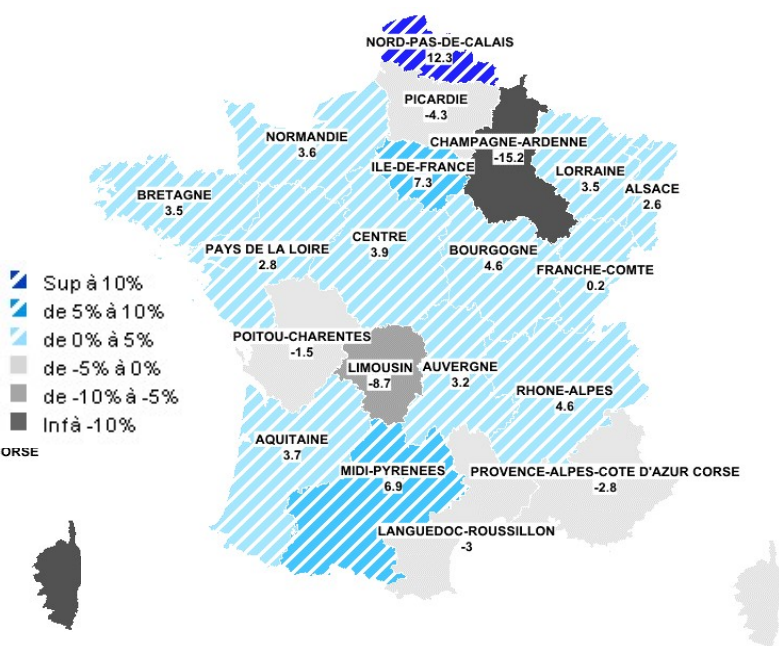 NORD-PAS-DE-CALAIS
12.3
PICARDIE
-4.3
NORMANDIE
3.6
CHAMPAGNE-ARDENNE
-15.2
ILE-DE-FRANCE
7.3
LORRAINE
3.5
ALSACE
2.6
BRETAGNE
3.5
CENTRE
3.9
PAYS DE LA LOIRE
2.8
BOURGOGNE
4.6
FRANCHE-COMTE
0.2
Sup à 10%
de 5% à 10%
de 0% à 5%
de -5% à 0%
de -10% à -5%
Inf à -10%
POITOU-CHARENTES
-1.5
LIMOUSIN
-8.7
AUVERGNE
3.2
RHONE-ALPES
4.6
AQUITAINE
3.7
ORSE
MIDI-PYRENEES
6.9
PROVENCE-ALPES-COTE D'AZUR CORSE
-2.8
LANGUEDOC-ROUSSILLON
-3